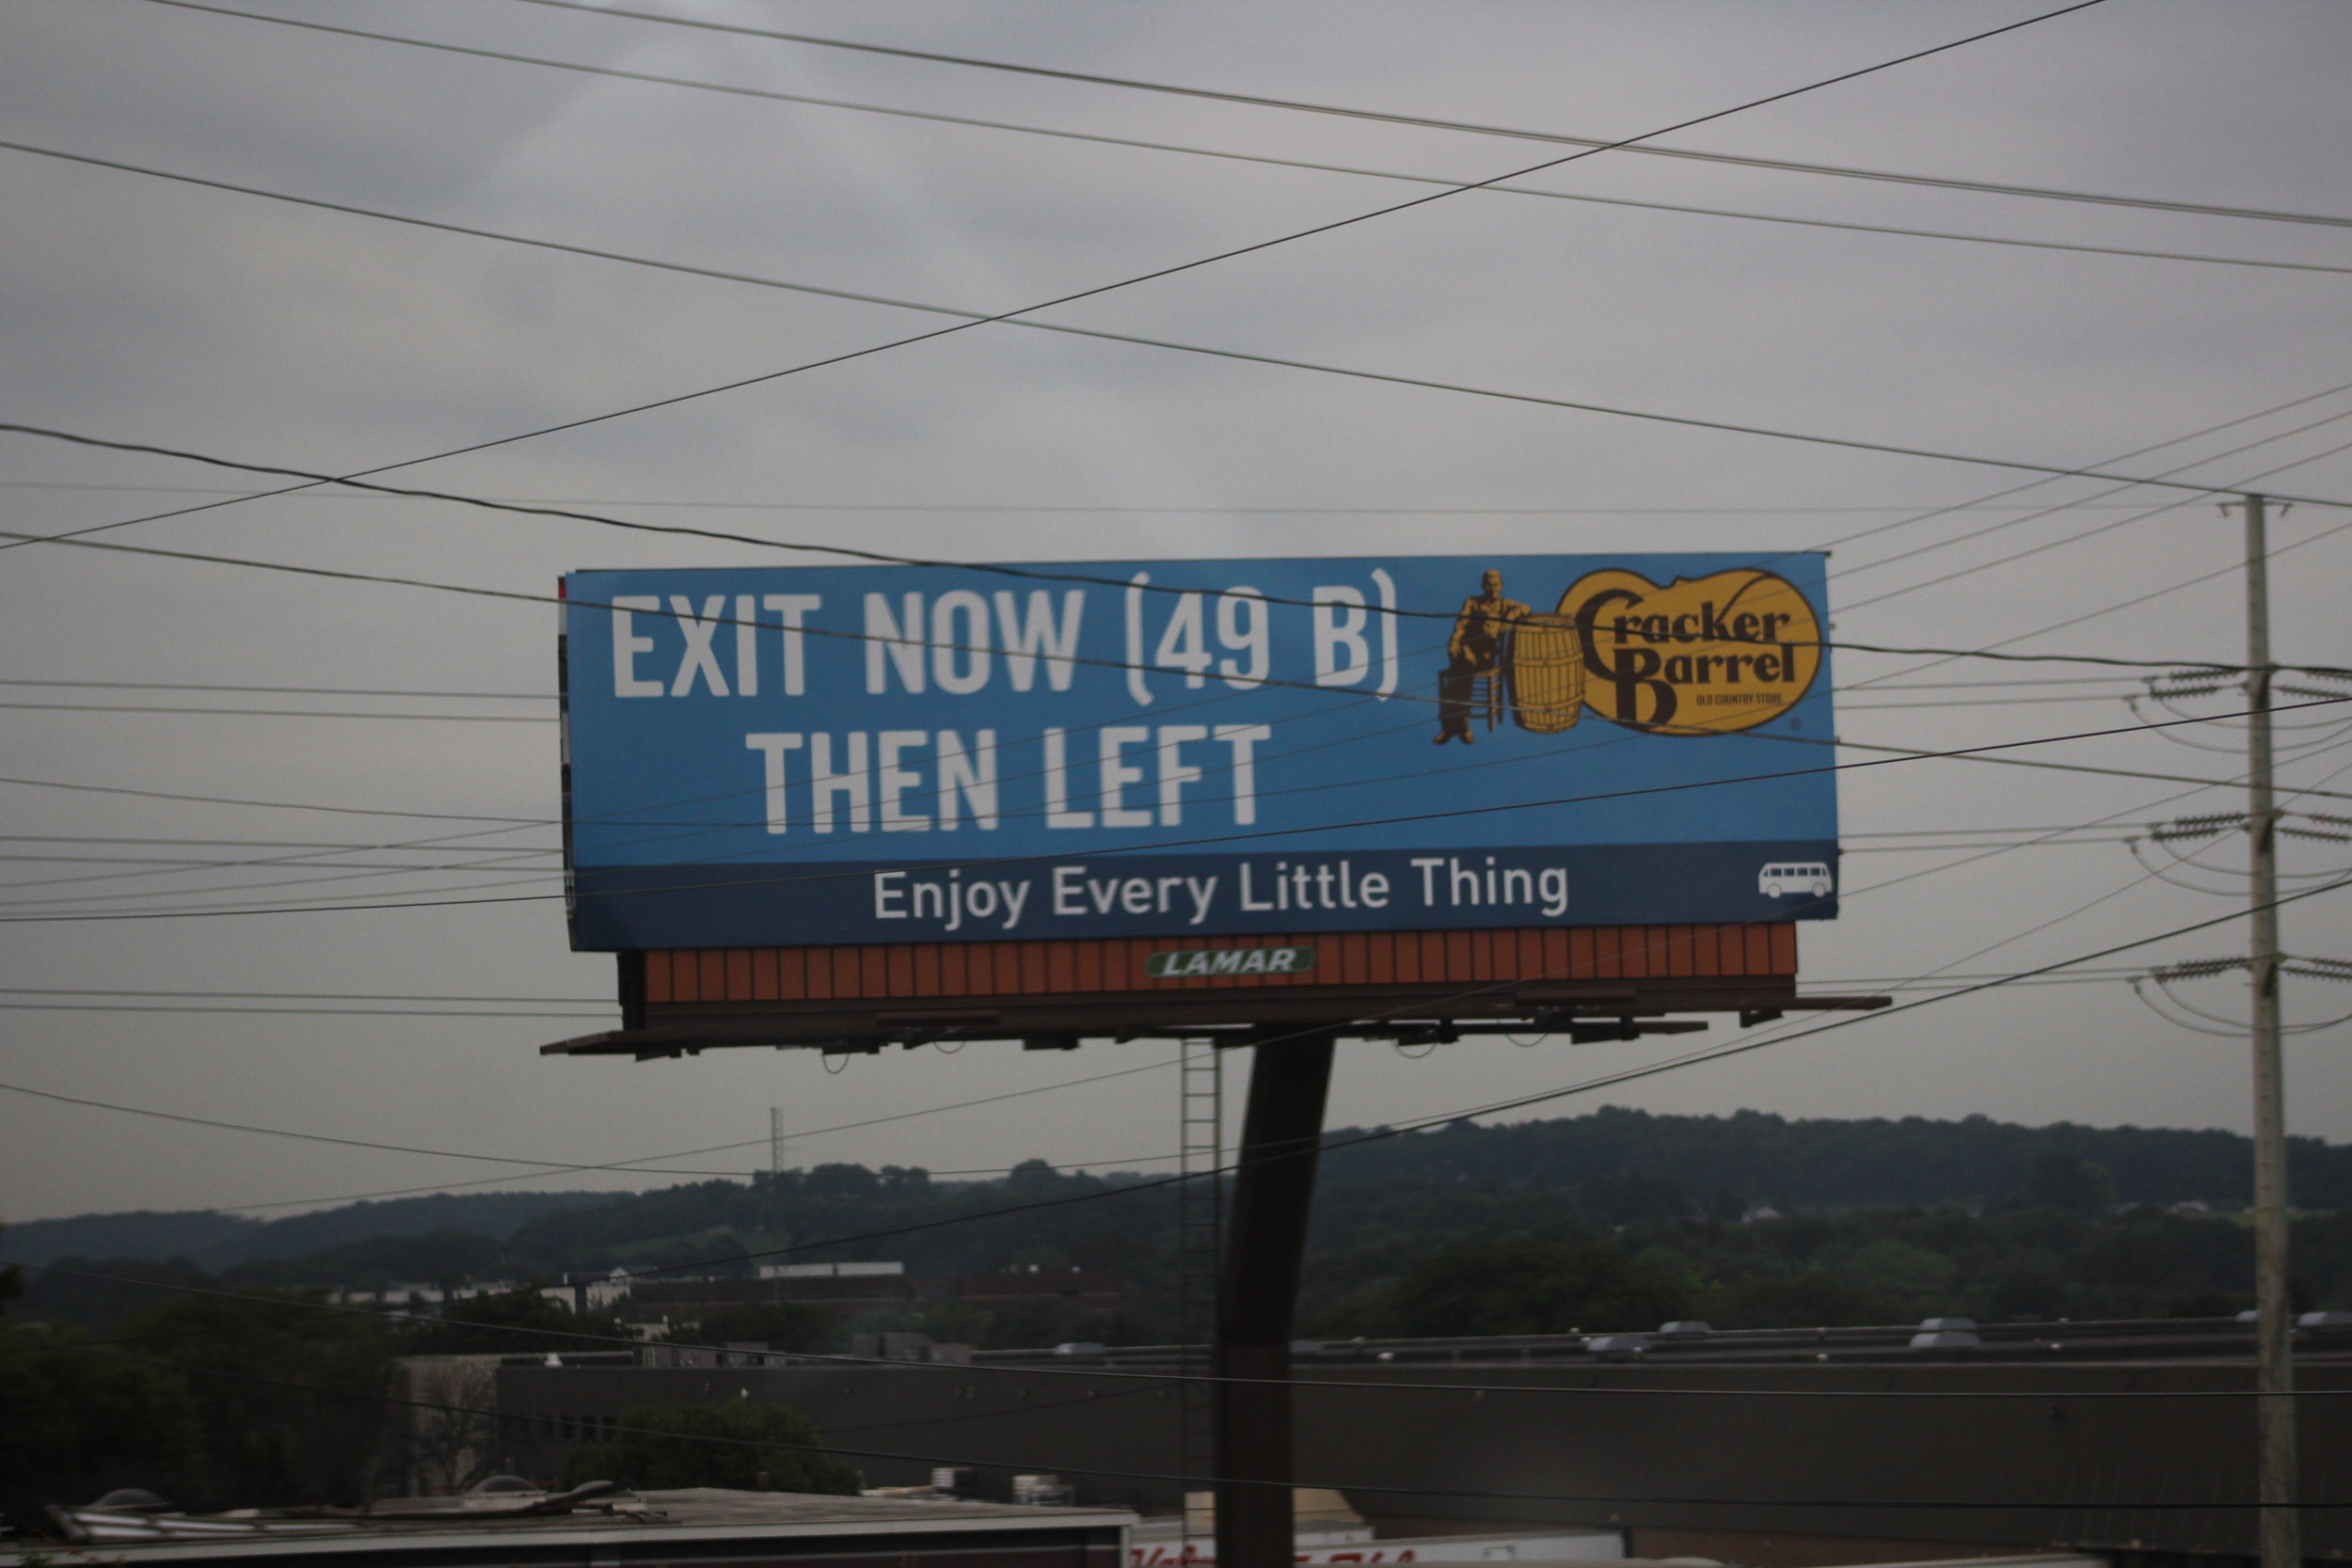 EXIT NOW (49 B)
THEN LEFT
Cracker
Barrel
OLD COUNTRY STORE
®
Enjoy Every Little Thing
LAMAR